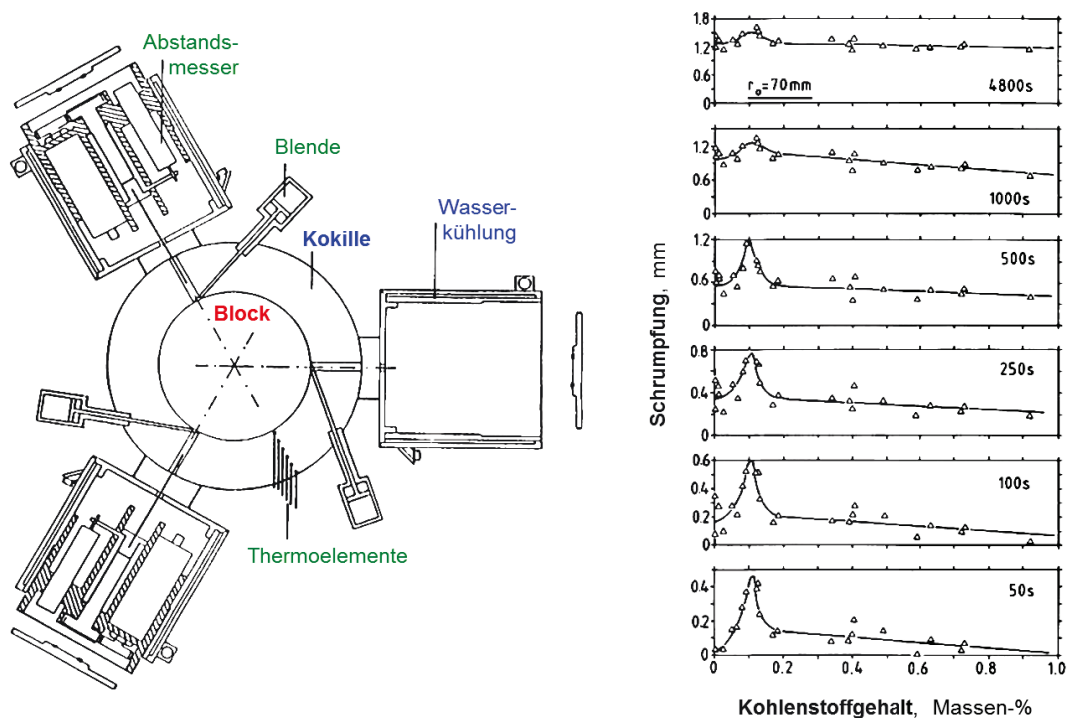 Abstands-
messer
Blende
Wasser-
kühlung
Kokille
Block
Thermoelemente
Schrumpfung, mm
1.8
1.2
0.6
0
r₀=70mm
4800s
1.2
0.6
0
1000s
1.2
0.6
0
500s
0.8
0.4
0
250s
0.6
0.4
0.2
0
100s
0.4
0.2
0
50s
0 0.2 0.4 0.6 0.8 1.0
Kohlenstoffgehalt, Massen-%